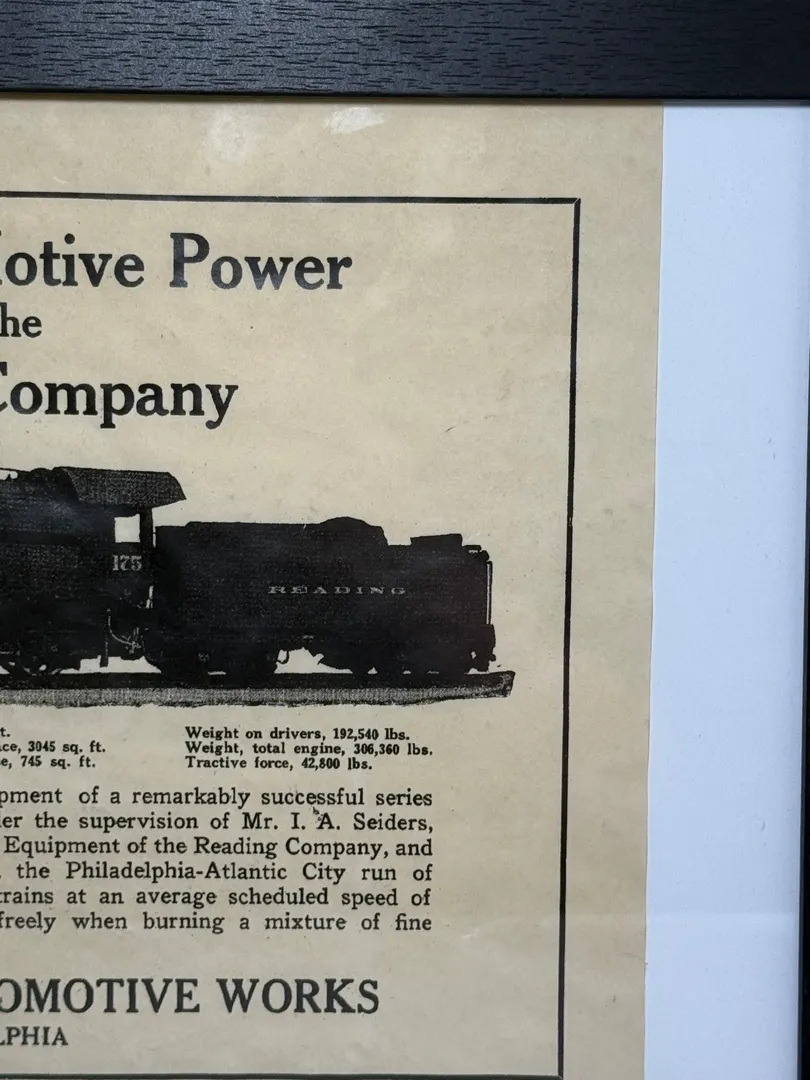 otive Power
he
Company
175
READING
t.
ce, 3045 sq. ft.
e, 745 sq. ft.
Weight on drivers, 192,540 lbs.
Weight, total engine, 306,360 lbs.
Tractive force, 42,800 lbs.
pment of a remarkably successful series
er the supervision of Mr. I. A. Seiders,
Equipment of the Reading Company, and
the Philadelphia-Atlantic City run of
trains at an average scheduled speed of
freely when burning a mixture of fine
OMOTIVE WORKS
LPHIA